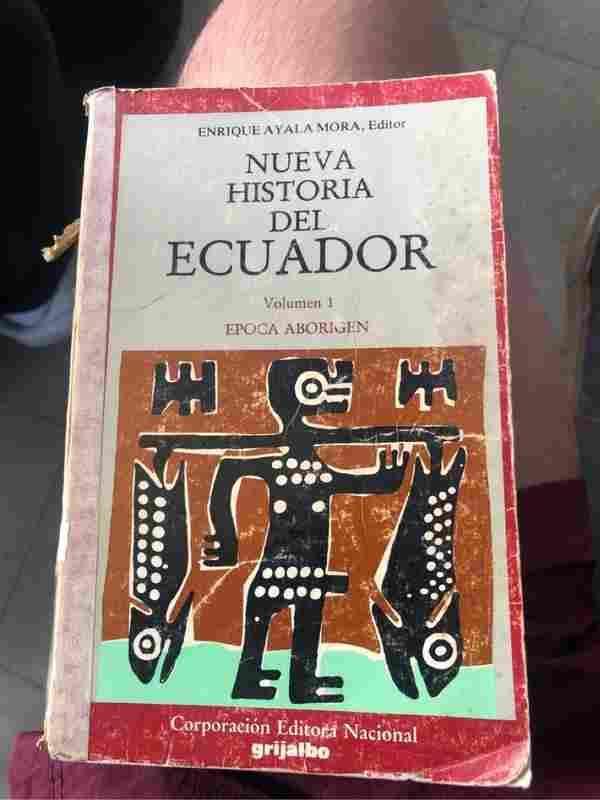 ENRIQUE AYALA MORA, Editor
NUEVA
HISTORIA
DEL
ECUADOR
Volumen 1
EPOCA ABORIGEN
Corporación Editora Nacional
grijalbo